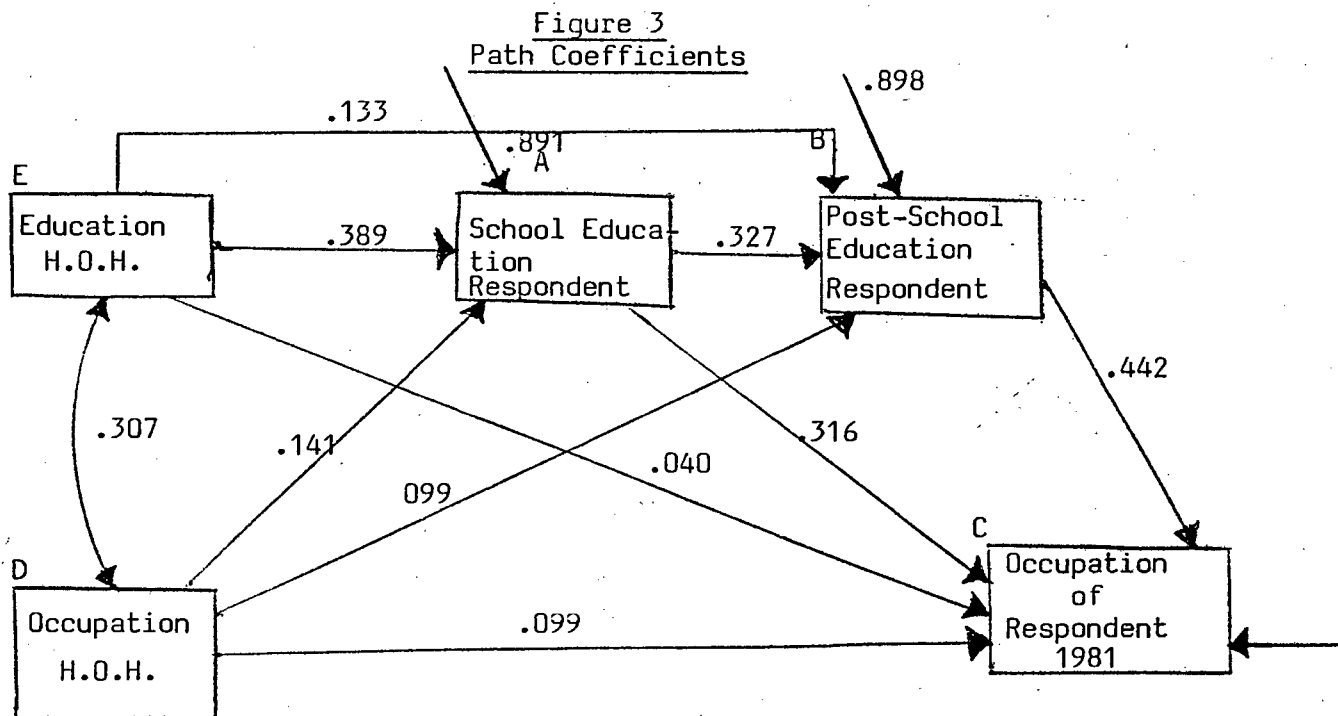 Figure 3
Path Coefficients
.898
.133
.891
A
B
E
Education
H.O.H.
.389
School Educa-
tion
Respondent
.327
Post-School
Education
Respondent
.307
.141
099
.040
.316
.442
D
Occupation
H.O.H.
.099
C
Occupation
of
Respondent
1981